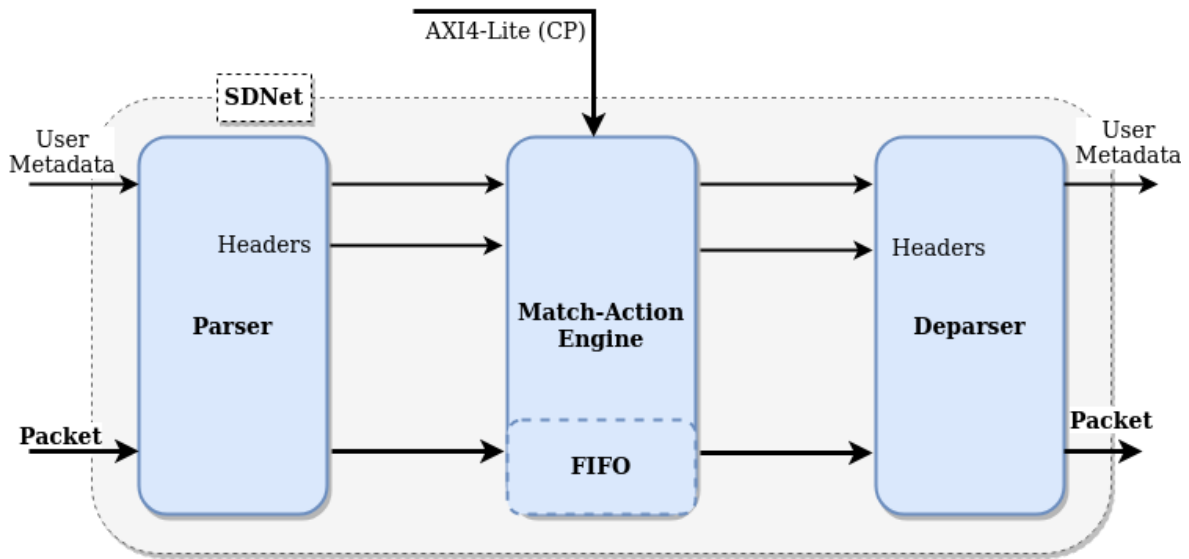 AXI4-Lite (CP)
SDNet
User
Metadata
User
Metadata
Headers
Headers
Parser
Match-Action
Engine
Deparser
Packet
Packet
FIFO